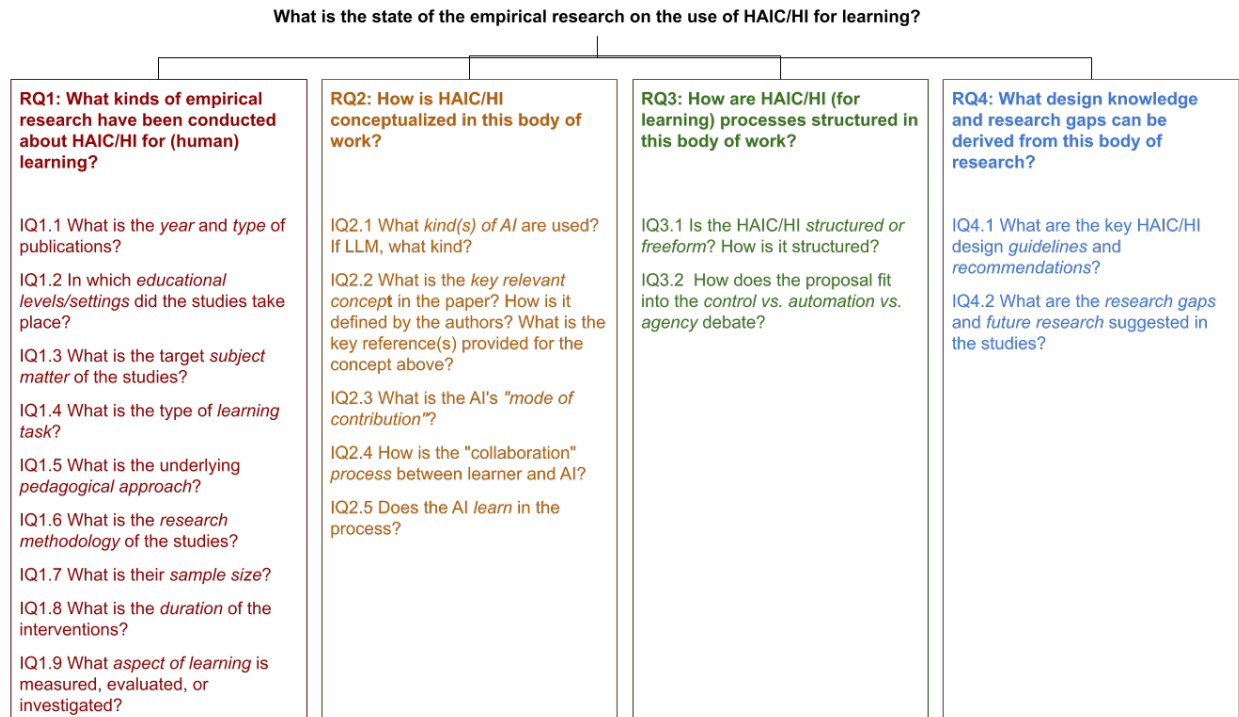 What is the state of the empirical research on the use of HAIC/HI for learning?
RQ1: What kinds of empirical
research have been conducted
about HAIC/HI for (human)
learning?
IQ1.1 What is the year and type of
publications?
IQ1.2 In which educational
levels/settings did the studies take
place?
IQ1.3 What is the target subject
matter of the studies?
IQ1.4 What is the type of learning
task?
IQ1.5 What is the underlying
pedagogical approach?
IQ1.6 What is the research
methodology of the studies?
IQ1.7 What is their sample size?
IQ1.8 What is the duration of the
interventions?
IQ1.9 What aspect of learning is
measured, evaluated, or
investigated?
RQ2: How is HAIC/HI
conceptualized in this body of
work?
IQ2.1 What kind(s) of AI are used?
If LLM, what kind?
IQ2.2 What is the key relevant
concept in the paper? How is it
defined by the authors? What is the
key reference(s) provided for the
concept above?
IQ2.3 What is the AI's "mode of
contribution"?
IQ2.4 How is the "collaboration"
process between learner and AI?
IQ2.5 Does the AI learn in the
process?
RQ3: How are HAIC/HI (for
learning) processes structured in
this body of work?
IQ3.1 Is the HAIC/HI structured or
freeform? How is it structured?
IQ3.2 How does the proposal fit
into the control vs. automation vs.
agency debate?
RQ4: What design knowledge
and research gaps can be
derived from this body of
research?
IQ4.1 What are the key HAIC/HI
design guidelines and
recommendations?
IQ4.2 What are the research gaps
and future research suggested in
the studies?